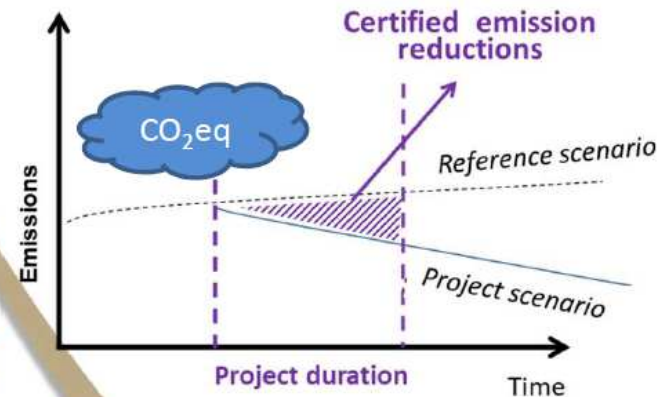 Certified emission
reductions
CO₂eq
Reference scenario
Emissions
Project scenario
Project duration
Time